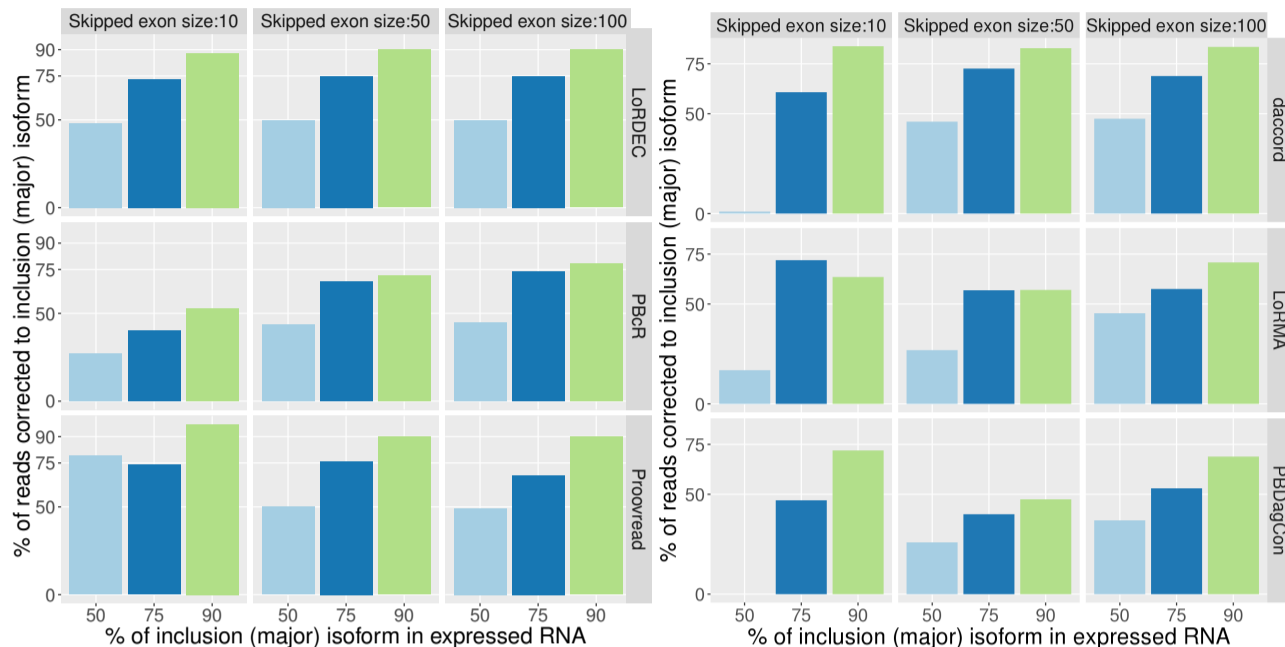 Skipped exon size:10 Skipped exon size:50 Skipped exon size:100
90
75
50
0
LoRDEC
90
75
50
0
PBcR
90
75
50
0
Proovread
50 75 90 50 75 90 50 75 90
% of inclusion (major) isoform in expressed RNA
% of reads corrected to inclusion (major) isoform
Skipped exon size:10 Skipped exon size:50 Skipped exon size:100
75
50
0
daccord
75
50
0
LoRMA
75
50
0
PBDagCon
50 75 90 50 75 90 50 75 90
% of inclusion (major) isoform in expressed RNA
% of reads corrected to inclusion (major) isoform